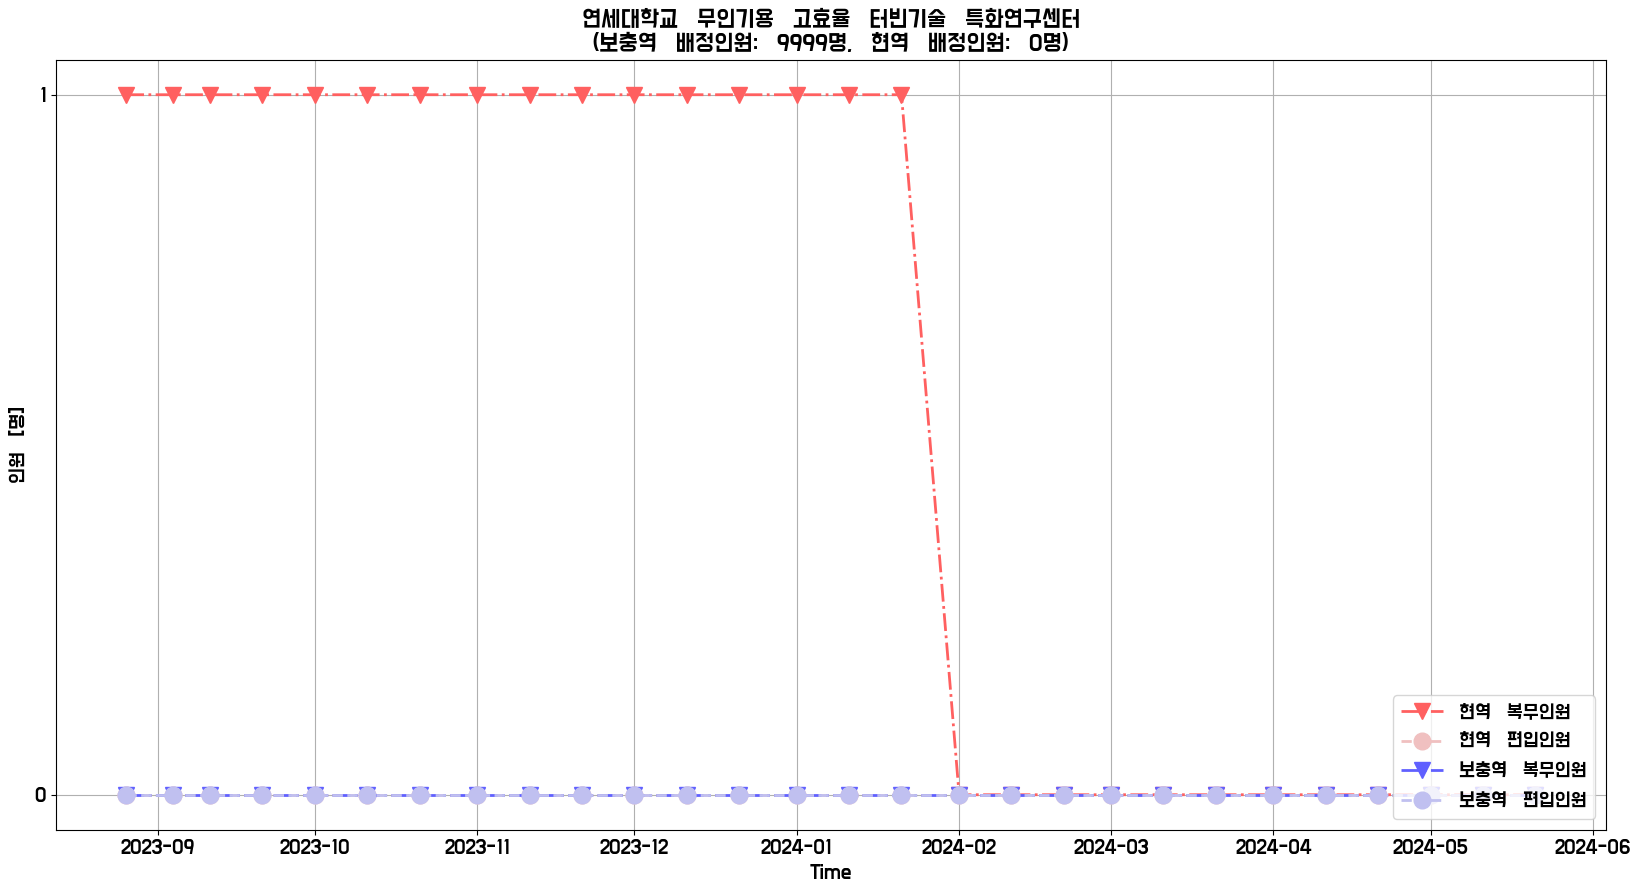 연세대학교 무인기용 고효율 터빈기술 특화연구센터
(보충역 배정인원: 9999명, 현역 배정인원: 0명)
1
0
인원 [명]
현역 복무인원
현역 편입인원
보충역 복무인원
보충역 편입인원
2023-09 2023-10 2023-11 2023-12 2024-01 2024-02 2024-03 2024-04 2024-05 2024-06
Time